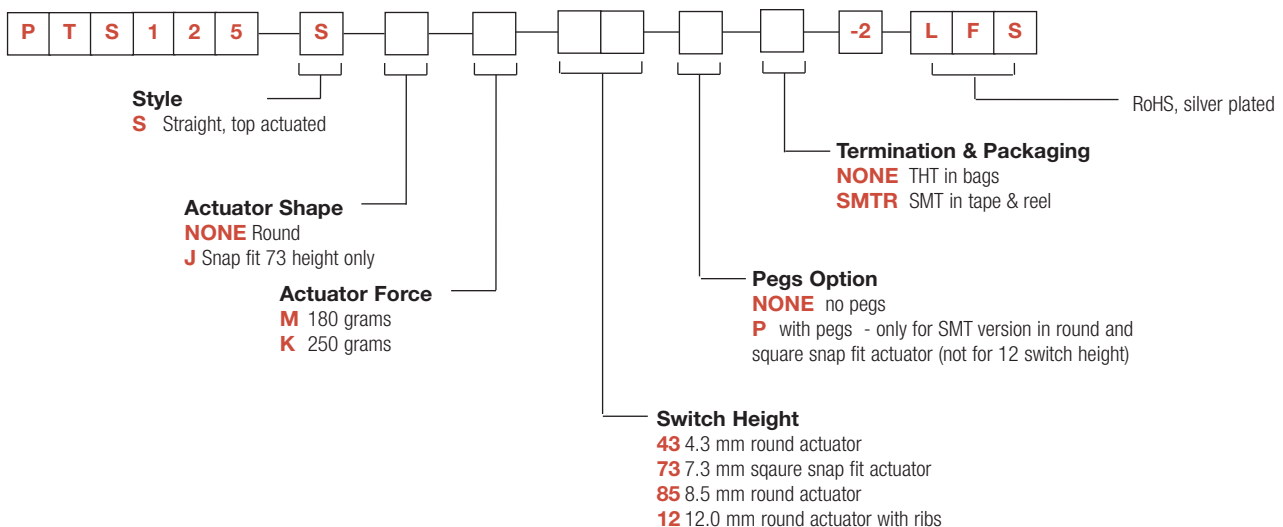 P T S 1 2 5 S -2 L F S
Style
S Straight, top actuated
RoHS, silver plated
Termination & Packaging
NONE THT in bags
SMTR SMT in tape & reel
Actuator Shape
NONE Round
J Snap fit 73 height only
Pegs Option
NONE no pegs
P with pegs - only for SMT version in round and
square snap fit actuator (not for 12 switch height)
Actuator Force
M 180 grams
K 250 grams
Switch Height
43 4.3 mm round actuator
73 7.3 mm sqaure snap fit actuator
85 8.5 mm round actuator
12 12.0 mm round actuator with ribs